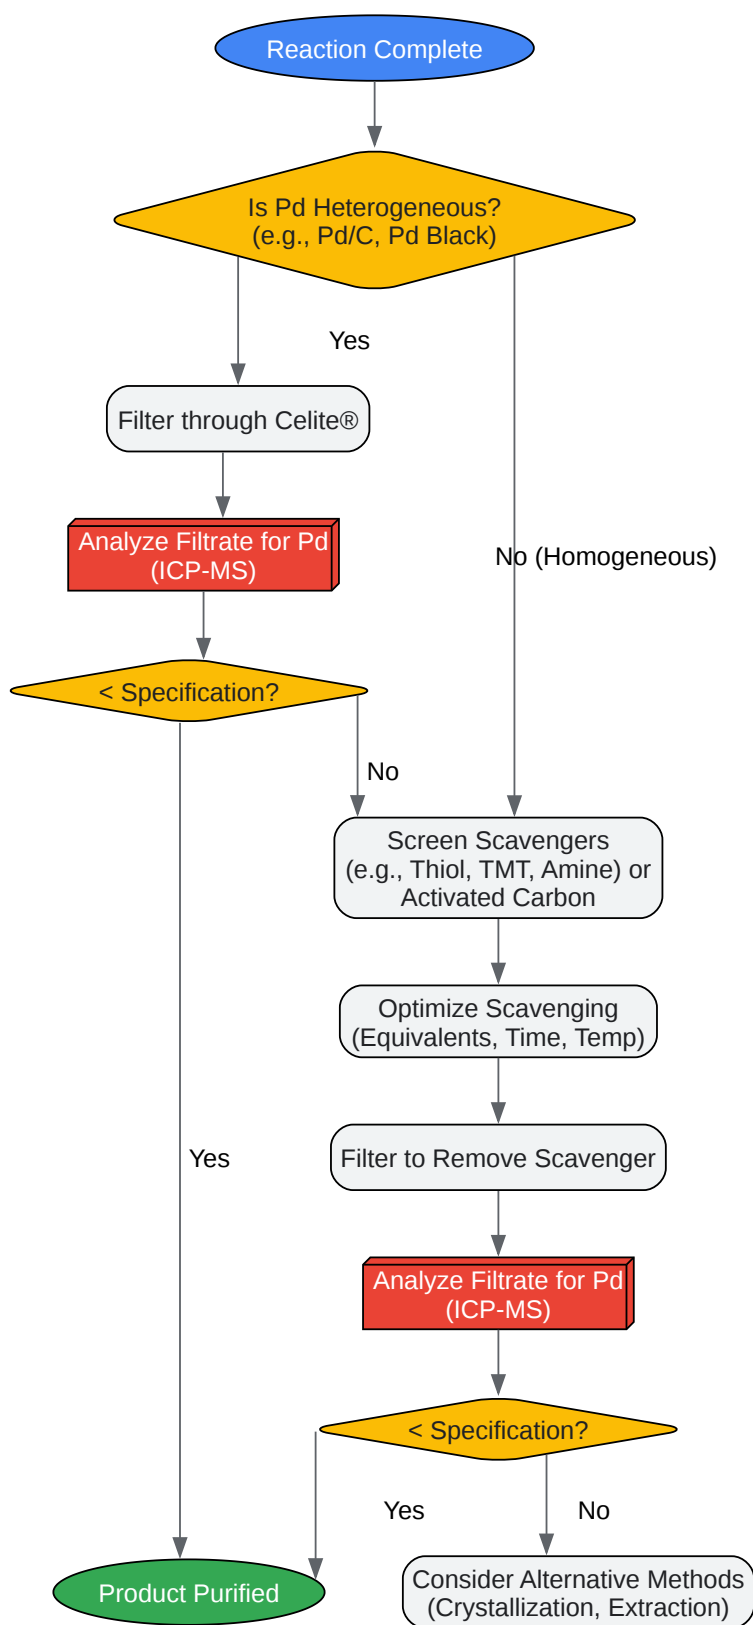 Reaction Complete
Is Pd Heterogeneous?
(e.g., Pd/C, Pd Black)
Yes
Filter through Celite®
Analyze Filtrate for Pd
(ICP-MS)
No (Homogeneous)
< Specification?
No
Screen Scavengers
(e.g., Thiol, TMT, Amine) or
Activated Carbon
Optimize Scavenging
(Equivalents, Time, Temp)
Yes
Filter to Remove Scavenger
Analyze Filtrate for Pd
(ICP-MS)
< Specification?
Yes
No
Product Purified
Consider Alternative Methods
(Crystallization, Extraction)